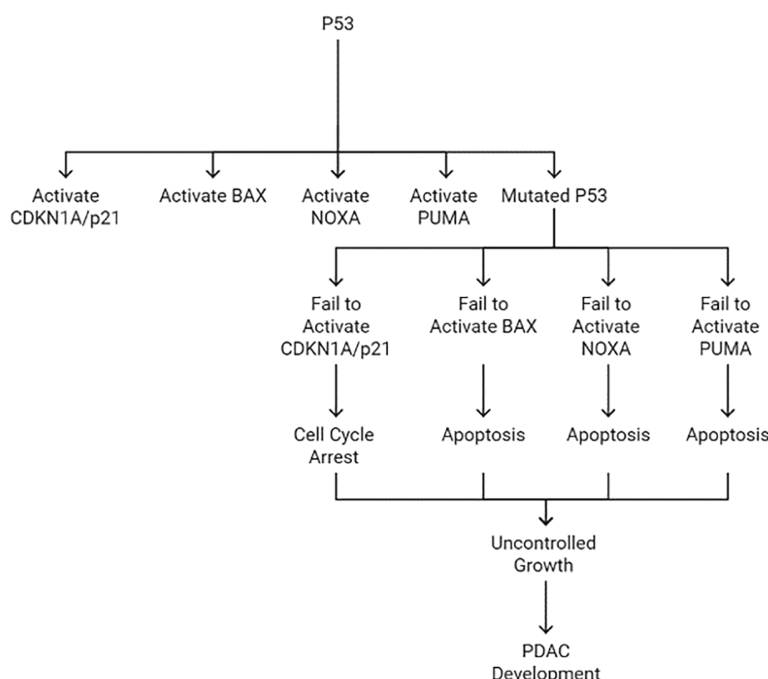 P53
Activate
CDKN1A/p21
Activate BAX
Activate
NOXA
Activate
PUMA
Mutated P53
Fail to
Activate
CDKN1A/p21
Fail to
Activate BAX
Fail to
Activate
NOXA
Fail to
Activate
PUMA
Cell Cycle
Arrest
Apoptosis
Apoptosis
Apoptosis
Uncontrolled
Growth
PDAC
Development